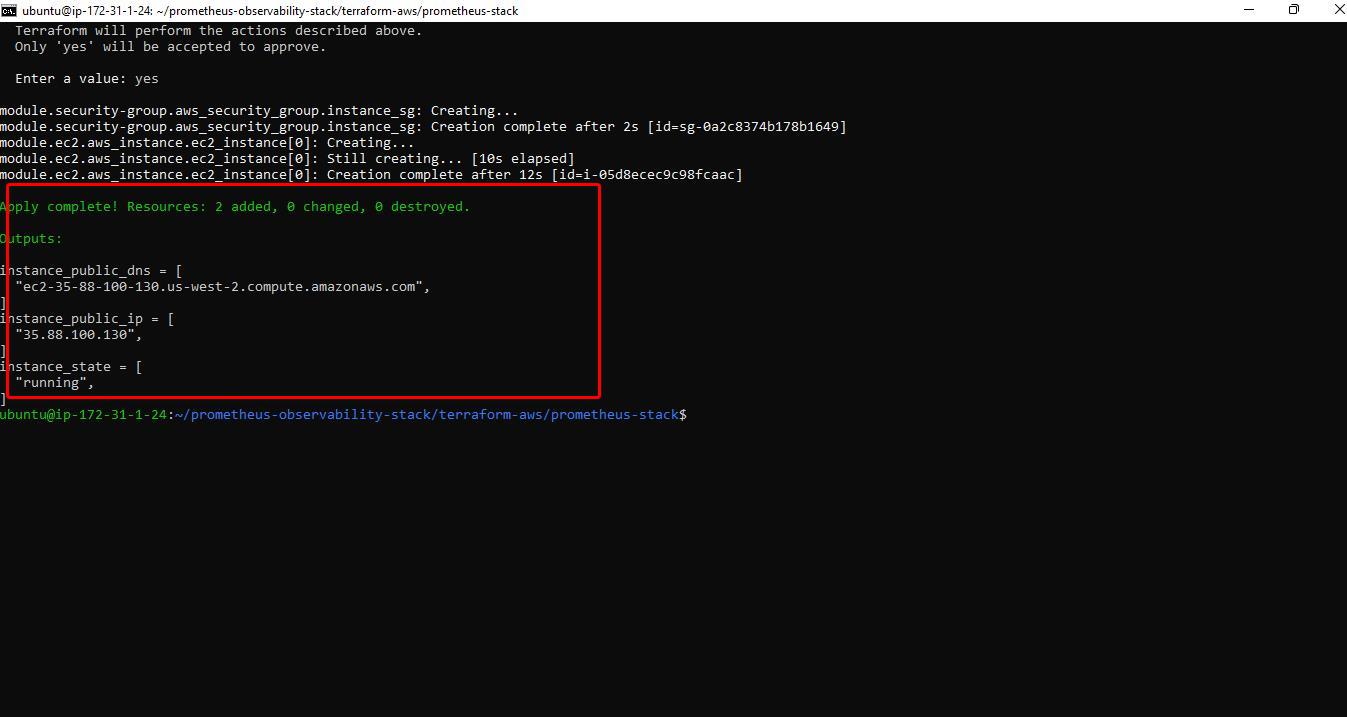 ubuntu@ip-172-31-1-24: ~/prometheus-observability-stack/terraform-aws/prometheus-stack
Terraform will perform the actions described above.
Only 'yes' will be accepted to approve.
Enter a value: yes
module.security-group.aws_security_group.instance_sg: Creating...
module.security-group.aws_security_group.instance_sg: Creation complete after 2s [id=sg-0a2c8374b178b1649]
module.ec2.aws_instance.ec2_instance[0]: Creating...
module.ec2.aws_instance.ec2_instance[0]: Still creating... [10s elapsed]
module.ec2.aws_instance.ec2_instance[0]: Creation complete after 12s [id=i-05d8ecec9c98fcaac]
Apply complete! Resources: 2 added, 0 changed, 0 destroyed.
Outputs:
instance_public_dns = [
"ec2-35-88-100-130.us-west-2.compute.amazonaws.com",
]
instance_public_ip = [
"35.88.100.130",
]
instance_state = [
"running",
]
ubuntu@ip-172-31-1-24:~/prometheus-observability-stack/terraform-aws/prometheus-stack$